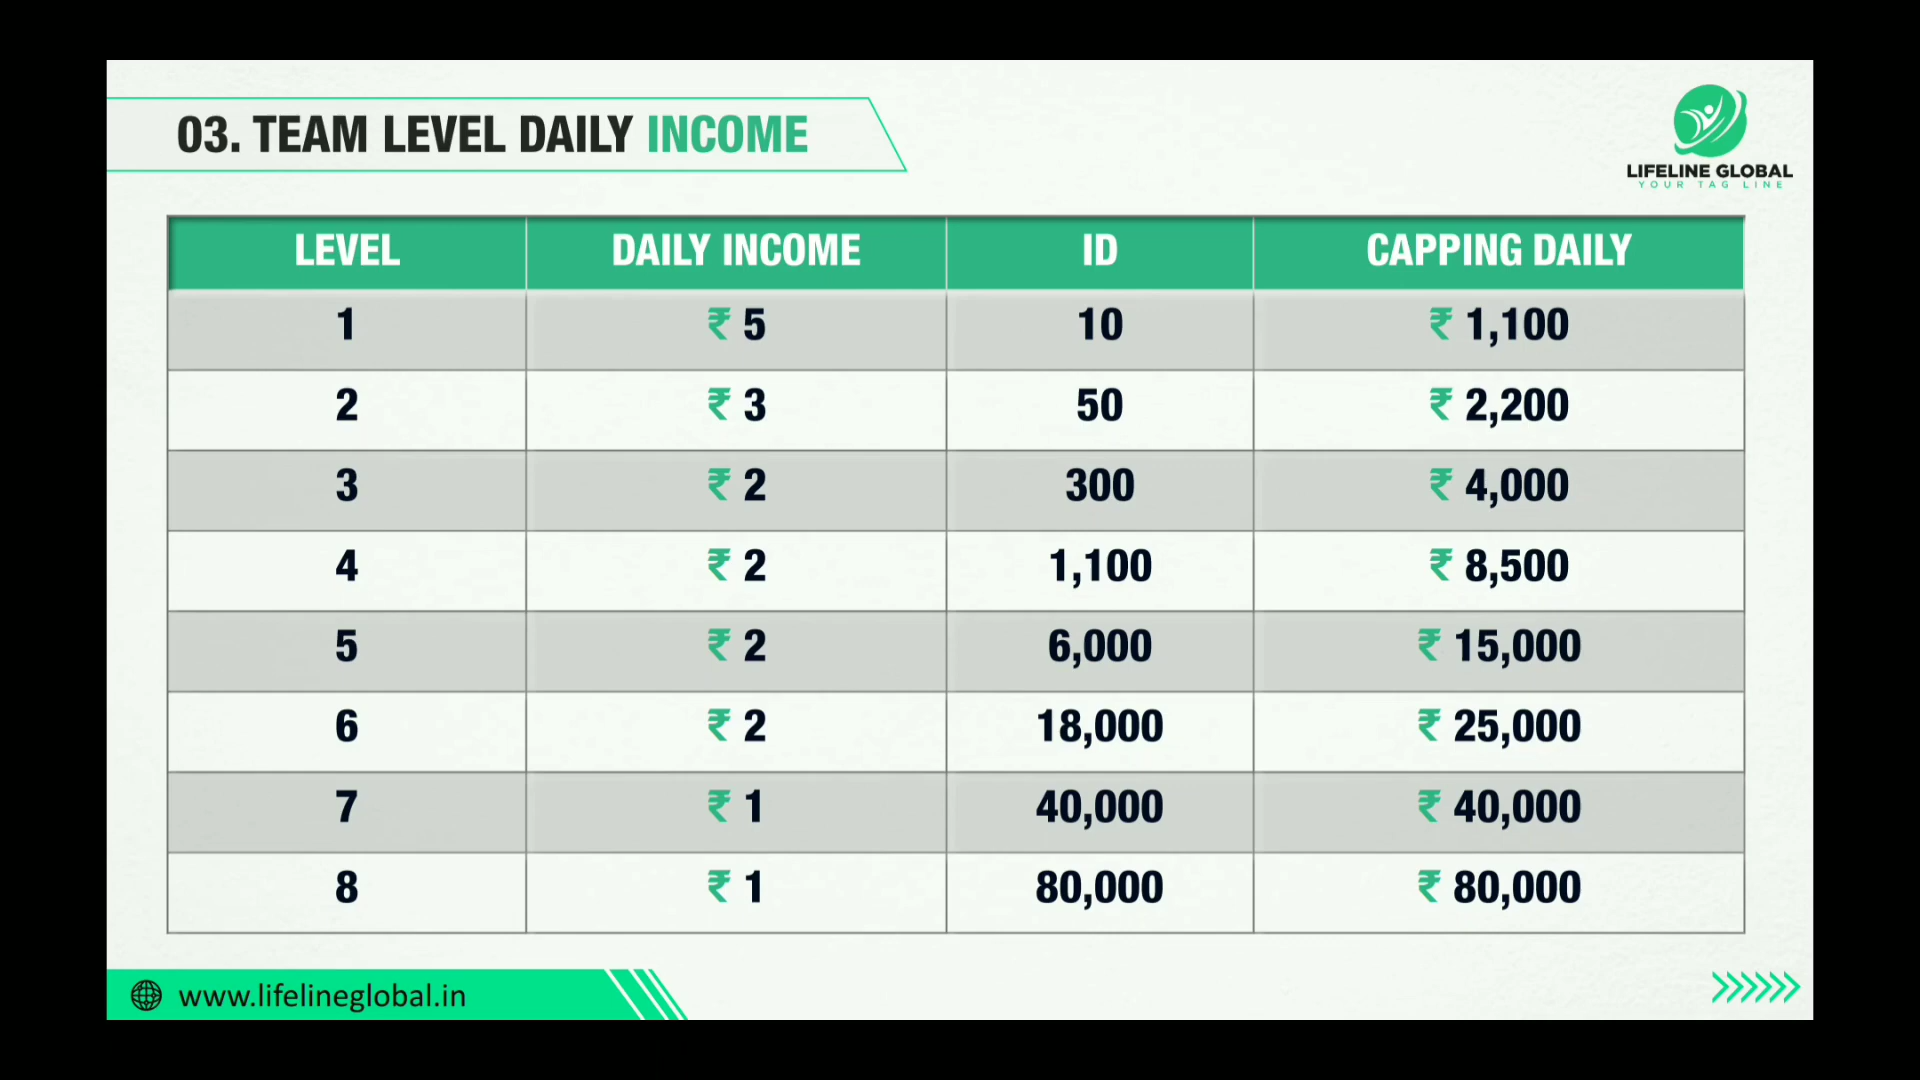 03. TEAM LEVEL DAILY INCOME
LIFELINE GLOBAL
YOUR TAG LINE
LEVEL DAILY INCOME ID CAPPING DAILY
1 ₹ 5 10 ₹ 1,100
2 ₹ 3 50 ₹ 2,200
3 ₹ 2 300 ₹ 4,000
4 ₹ 2 1,100 ₹ 8,500
5 ₹ 2 6,000 ₹ 15,000
6 ₹ 2 18,000 ₹ 25,000
7 ₹ 1 40,000 ₹ 40,000
8 ₹ 1 80,000 ₹ 80,000
www.lifelineglobal.in